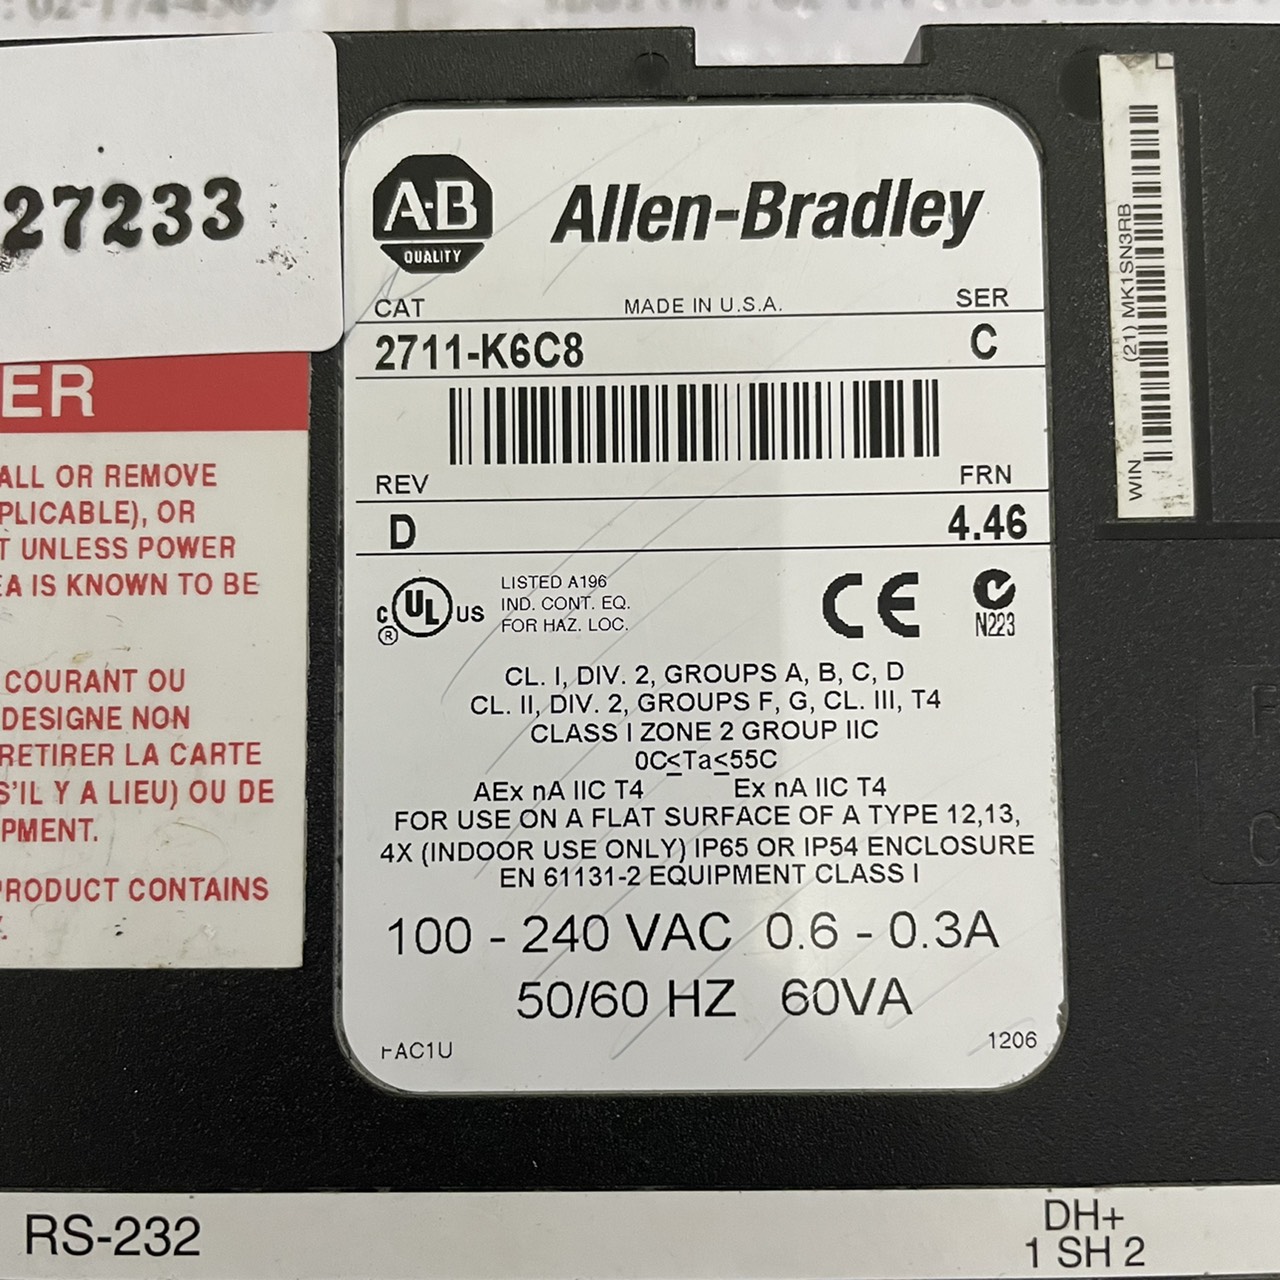 27233
ER
ALL OR REMOVE
PLICABLE), OR
T UNLESS POWER
EA IS KNOWN TO BE
COURANT OU
DESIGNE NON
RETIRER LA CARTE
S'IL Y A LIEU) OU DE
PMENT.
PRODUCT CONTAINS
A-B
QUALITY
Allen-Bradley
CAT MADE IN U.S.A. SER
2711-K6C8 C
REV FRN
D 4.46
C UL US
®
LISTED A196
IND. CONT. EQ.
FOR HAZ. LOC.
CE
N223
CL. I, DIV. 2, GROUPS A, B, C, D
CL. II, DIV. 2, GROUPS F, G, CL. III, T4
CLASS I ZONE 2 GROUP IIC
0C≤Ta≤55C
AEx nA IIC T4 Ex nA IIC T4
FOR USE ON A FLAT SURFACE OF A TYPE 12,13,
4X (INDOOR USE ONLY) IP65 OR IP54 ENCLOSURE
EN 61131-2 EQUIPMENT CLASS I
100 - 240 VAC 0.6 - 0.3A
50/60 HZ 60VA
FAC1U 1206
WIN (21) MK1SN3RB
RS-232
DH+
1 SH 2